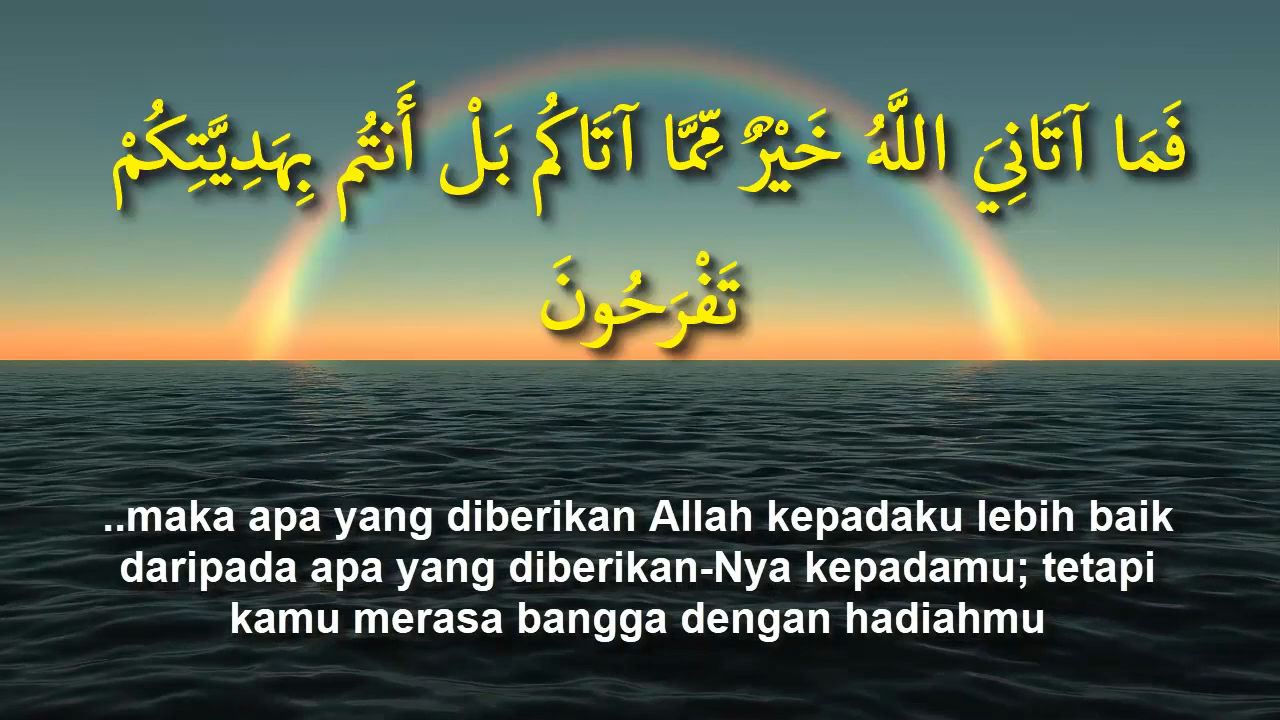 فَمَا آتَانِيَ اللَّهُ خَيْرٌ مِّمَّا آتَاكُم بَلْ أَنتُم بِهَدِيَّتِكُمْ
تَفْرَحُونَ
..maka apa yang diberikan Allah kepadaku lebih baik
daripada apa yang diberikan-Nya kepadamu; tetapi
kamu merasa bangga dengan hadiahmu